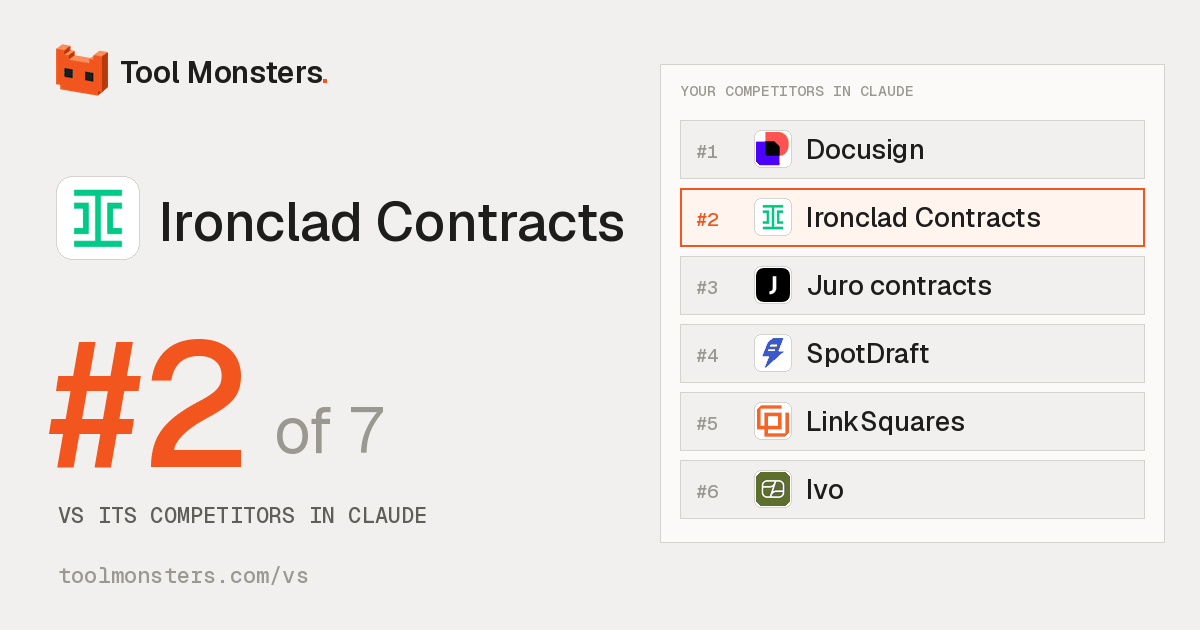 Tool Monsters.
Ironclad Contracts
#2 of 7
VS ITS COMPETITORS IN CLAUDE
toolmonsters.com/vs
YOUR COMPETITORS IN CLAUDE
#1 Docusign
#2 Ironclad Contracts
#3 J Juro contracts
#4 SpotDraft
#5 LinkSquares
#6 Ivo